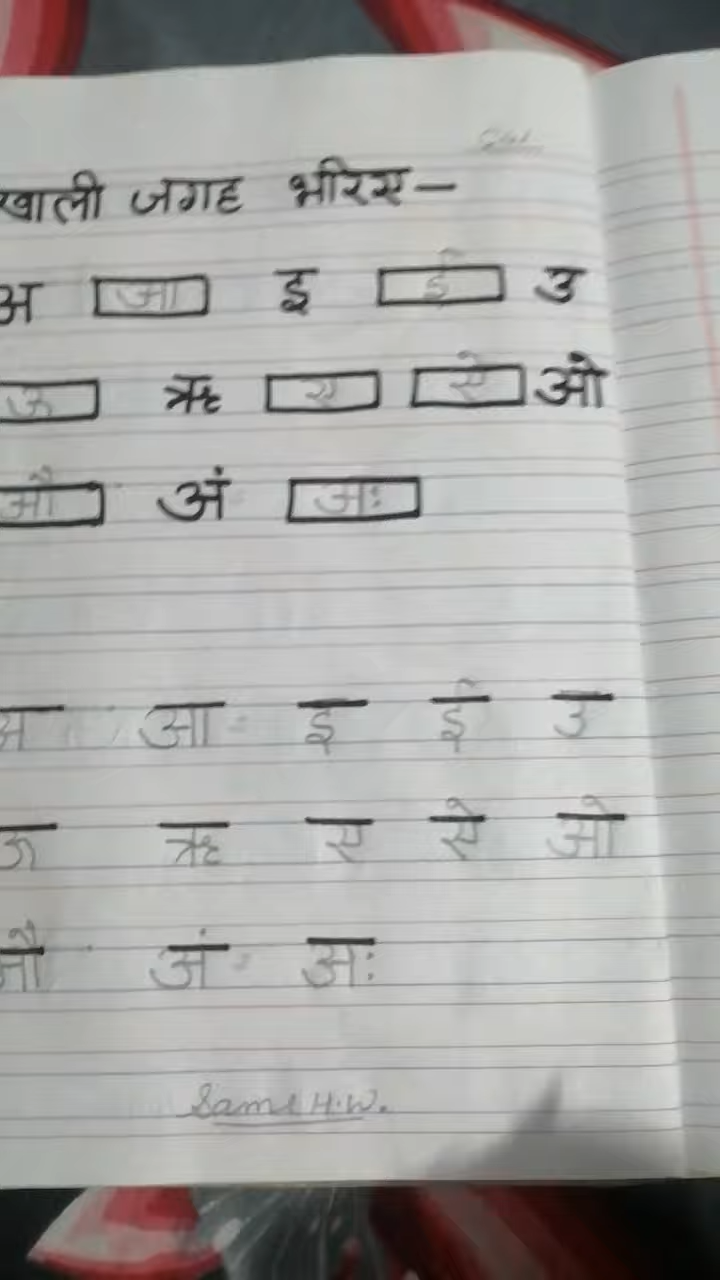 खाली जगह भरिए —
अ आ इ ई उ
ऊ ऋ ए ऐ ओ
औ अं अः
अ आ इ ई उ
ऊ ऋ ए ऐ ओ
औ अं अः
Same H.W.